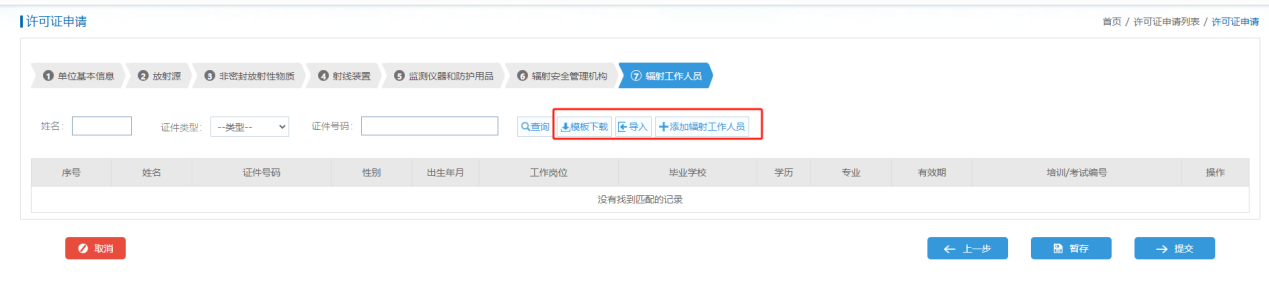 许可证申请 首页 / 许可证申请列表 / 许可证申请
1 单位基本信息 2 放射源 3 非密封放射性物质 4 射线装置 5 监测仪器和防护用品 6 辐射安全管理机构 7 辐射工作人员
姓名: 证件类型: --类型-- 证件号码: 查询 模板下载 导入 添加辐射工作人员
序号 姓名 证件号码 性别 出生年月 工作岗位 毕业学校 学历 专业 有效期 培训/考试编号 操作
没有找到匹配的记录
取消 上一步 暂存 提交